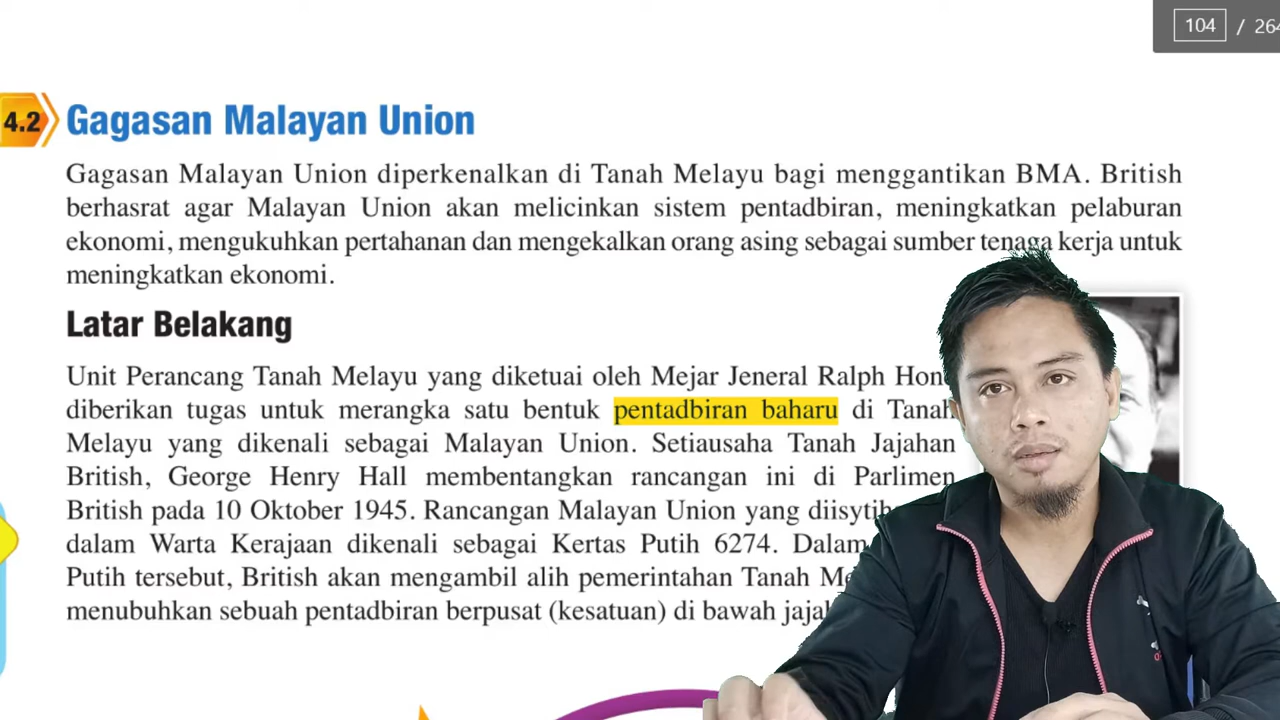 104 / 264
4.2 Gagasan Malayan Union
Gagasan Malayan Union diperkenalkan di Tanah Melayu bagi menggantikan BMA. British
berhasrat agar Malayan Union akan melicinkan sistem pentadbiran, meningkatkan pelaburan
ekonomi, mengukuhkan pertahanan dan mengekalkan orang asing sebagai sumber tenaga kerja untuk
meningkatkan ekonomi.
Latar Belakang
Unit Perancang Tanah Melayu yang diketuai oleh Mejar Jeneral Ralph
diberikan tugas untuk merangka satu bentuk pentadbiran baharu di Tanah
Melayu yang dikenali sebagai Malayan Union. Setiausaha Tanah Jajahan
British, George Henry Hall membentangkan rancangan ini di Parlimen
British pada 10 Oktober 1945. Rancangan Malayan Union yang
dalam Warta Kerajaan dikenali sebagai Kertas Putih 6274. Dalam
Putih tersebut, British akan mengambil alih pemerintahan Tanah
menubuhkan sebuah pentadbiran berpusat (kesatuan) di bawah